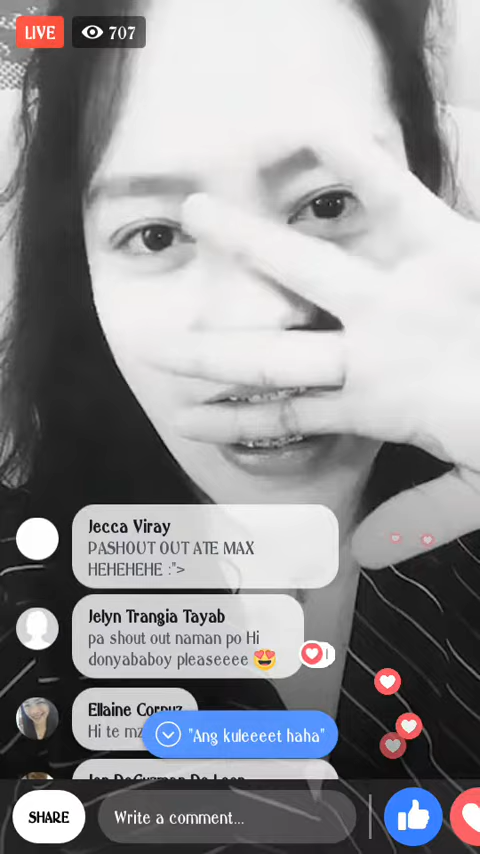 LIVE
707
Jecca Viray
PASHOUT OUT ATE MAX
HEHEHEHE :">
Jelyn Trangia Tayab
pa shout out naman po Hi
donyababoy pleaseeee 😍
Ellaine Corpuz
Hi te mz
"Ang kuleeeet haha"
SHARE
Write a comment...